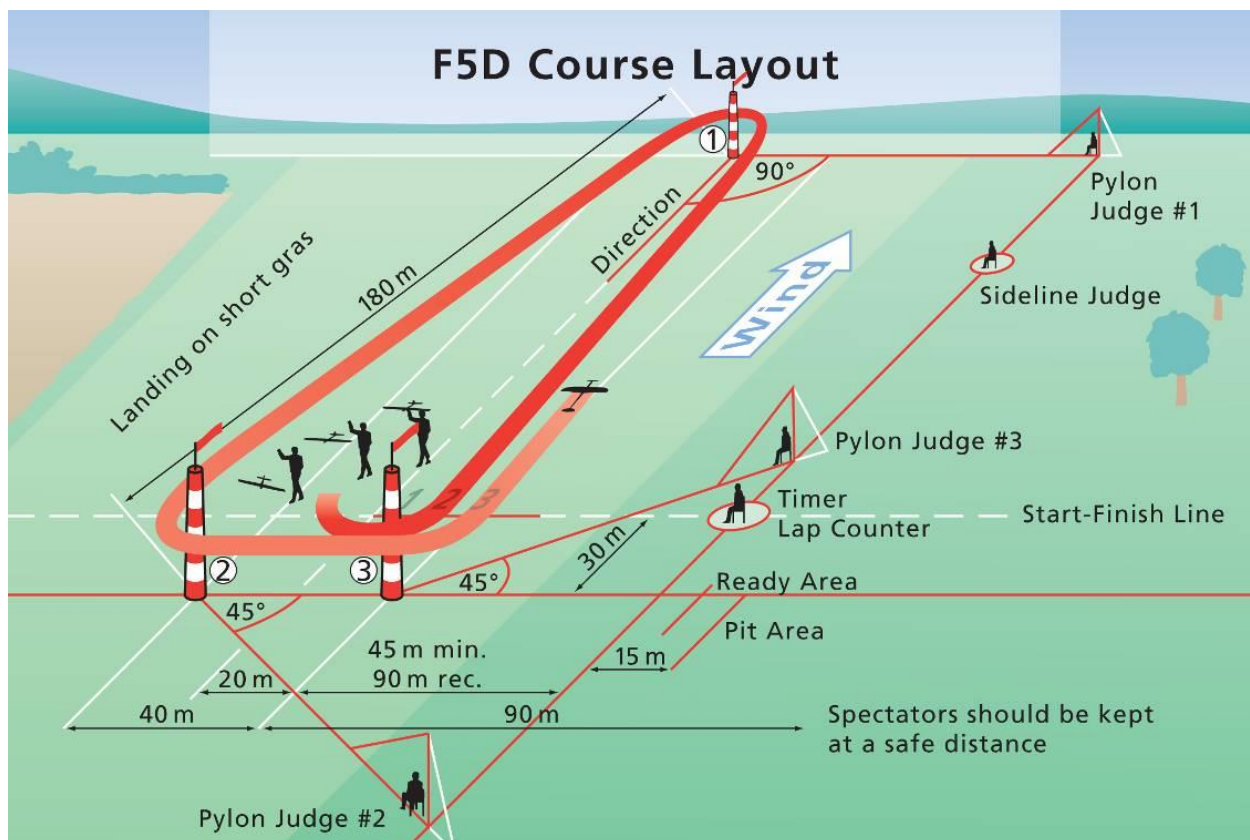 F5D Course Layout
1
90°
Pylon
Judge #1
Direction
180 m
Wind
Sideline Judge
Landing on short gras
Pylon Judge #3
1 2 3
Timer
Lap Counter
Start-Finish Line
30 m
2
3
45°
45°
Ready Area
Pit Area
45 m min.
90 m rec.
15 m
20 m
40 m
90 m
Spectators should be kept
at a safe distance
Pylon Judge #2